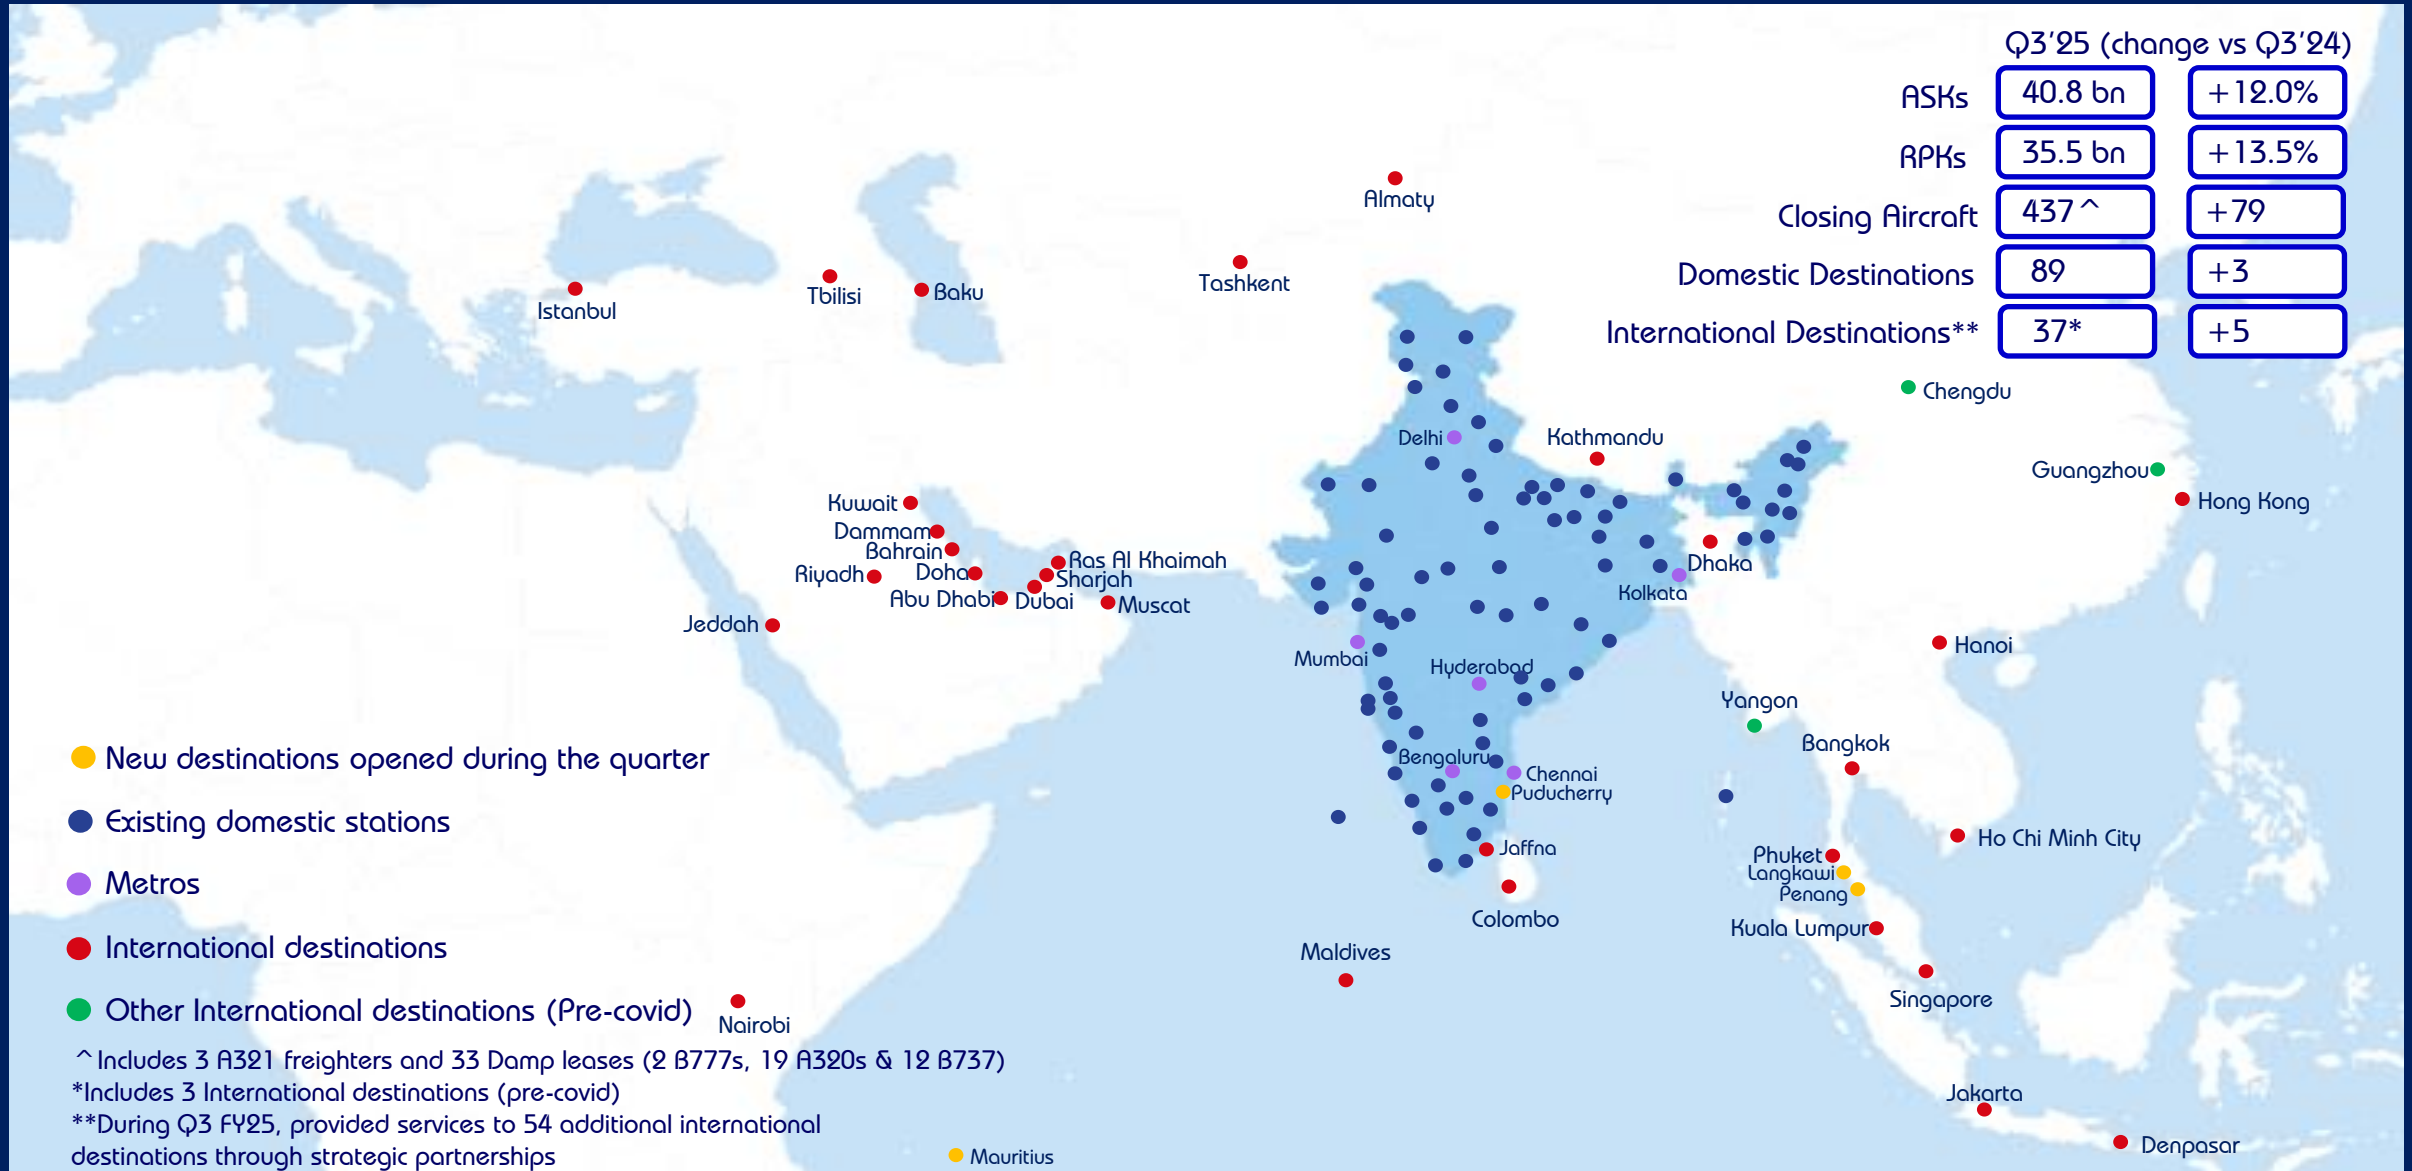 Q3'25 (change vs Q3'24)
ASKs 40.8 bn +12.0%
RPKs 35.5 bn +13.5%
Closing Aircraft 437^ +79
Domestic Destinations 89 +3
International Destinations** 37* +5
Almaty
Tashkent
Istanbul
Tbilisi
Baku
Chengdu
Delhi
Kathmandu
Guangzhou
Hong Kong
Kuwait
Dammam
Bahrain
Ras Al Khaimah
Riyadh
Doha
Sharjah
Abu Dhabi
Dubai
Muscat
Dhaka
Kolkata
Jeddah
Hanoi
Mumbai
Hyderabad
Yangon
Bangkok
Bengaluru
Chennai
Puducherry
Ho Chi Minh City
Jaffna
Phuket
Langkawi
Penang
Colombo
Kuala Lumpur
Maldives
Singapore
Nairobi
Jakarta
Denpasar
Mauritius
New destinations opened during the quarter
Existing domestic stations
Metros
International destinations
Other International destinations (Pre-covid)
^Includes 3 A321 freighters and 33 Damp leases (2 B777s, 19 A320s & 12 B737)
*Includes 3 International destinations (pre-covid)
**During Q3 FY25, provided services to 54 additional international
destinations through strategic partnerships